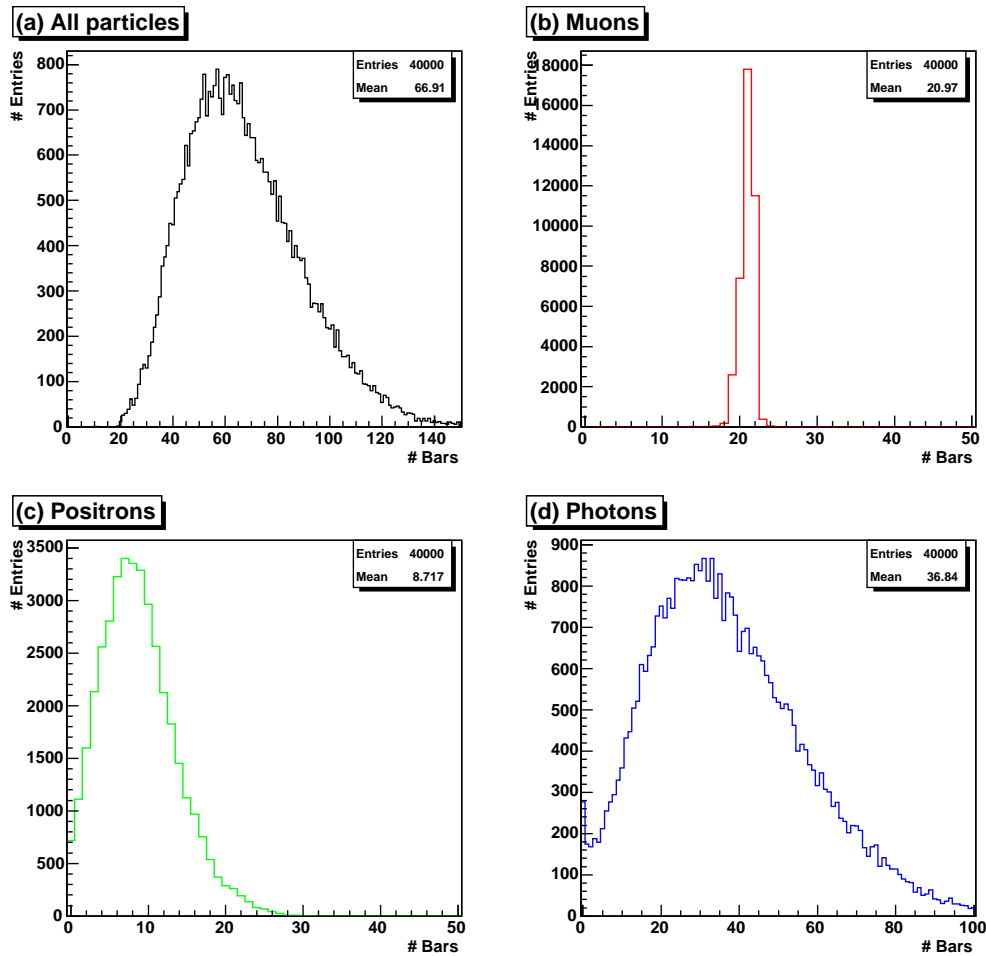 (a) All particles
# Entries
800
700
600
500
400
300
200
100
0
0 20 40 60 80 100 120 140
# Bars
Entries 40000
Mean 66.91
(b) Muons
# Entries
18000
16000
14000
12000
10000
8000
6000
4000
2000
0
0 10 20 30 40 50
# Bars
Entries 40000
Mean 20.97
(c) Positrons
# Entries
3500
3000
2500
2000
1500
1000
500
0
0 10 20 30 40 50
# Bars
Entries 40000
Mean 8.717
(d) Photons
# Entries
900
800
700
600
500
400
300
200
100
0
0 20 40 60 80 100
# Bars
Entries 40000
Mean 36.84